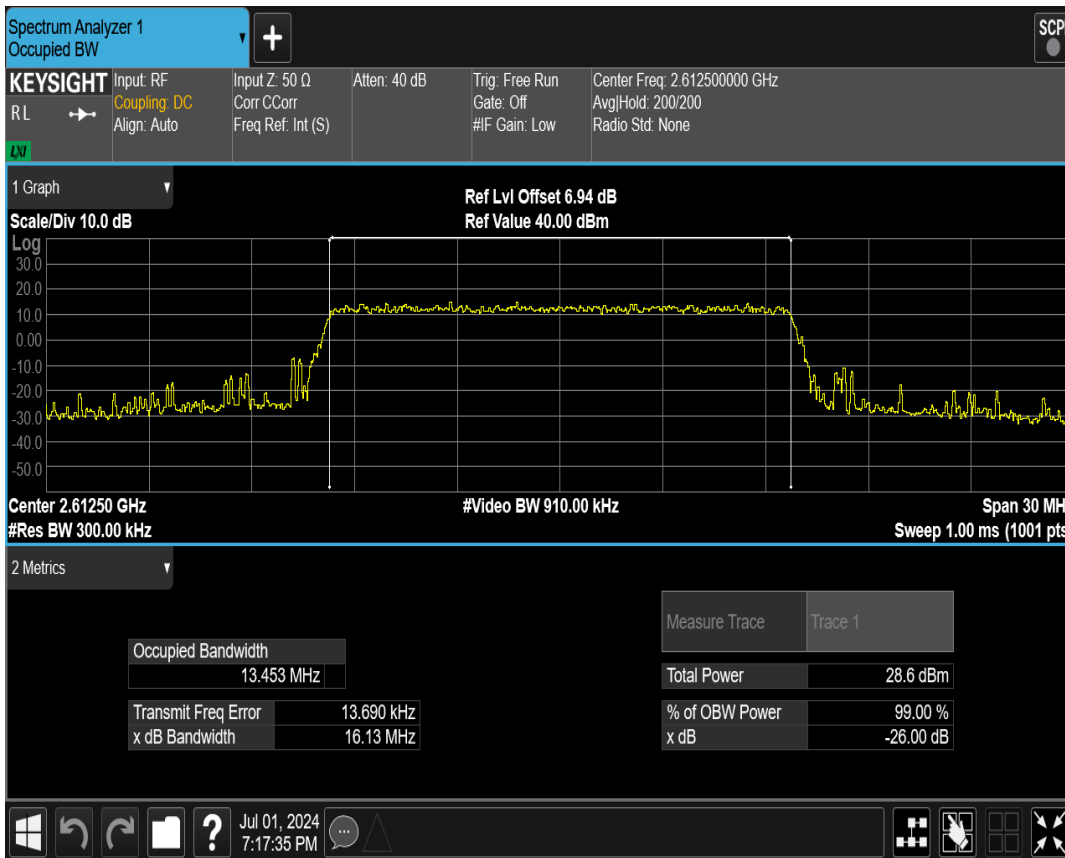 Spectrum Analyzer 1
Occupied BW
SCP
KEYSIGHT
R L
LXI
Input: RF
Coupling: DC
Align: Auto
Input Z: 50 Ω
Corr CCorr
Freq Ref: Int (S)
Atten: 40 dB
Trig: Free Run
Gate: Off
#IF Gain: Low
Center Freq: 2.612500000 GHz
Avg|Hold: 200/200
Radio Std: None
1 Graph
Ref Lvl Offset 6.94 dB
Scale/Div 10.0 dB
Ref Value 40.00 dBm
Log
30.0
20.0
10.0
0.00
-10.0
-20.0
-30.0
-40.0
-50.0
Center 2.61250 GHz
#Video BW 910.00 kHz
Span 30 MH
#Res BW 300.00 kHz
Sweep 1.00 ms (1001 pts
2 Metrics
Measure Trace Trace 1
Occupied Bandwidth
13.453 MHz
Total Power 28.6 dBm
Transmit Freq Error 13.690 kHz
% of OBW Power 99.00 %
x dB Bandwidth 16.13 MHz
x dB -26.00 dB
?
Jul 01, 2024
7:17:35 PM